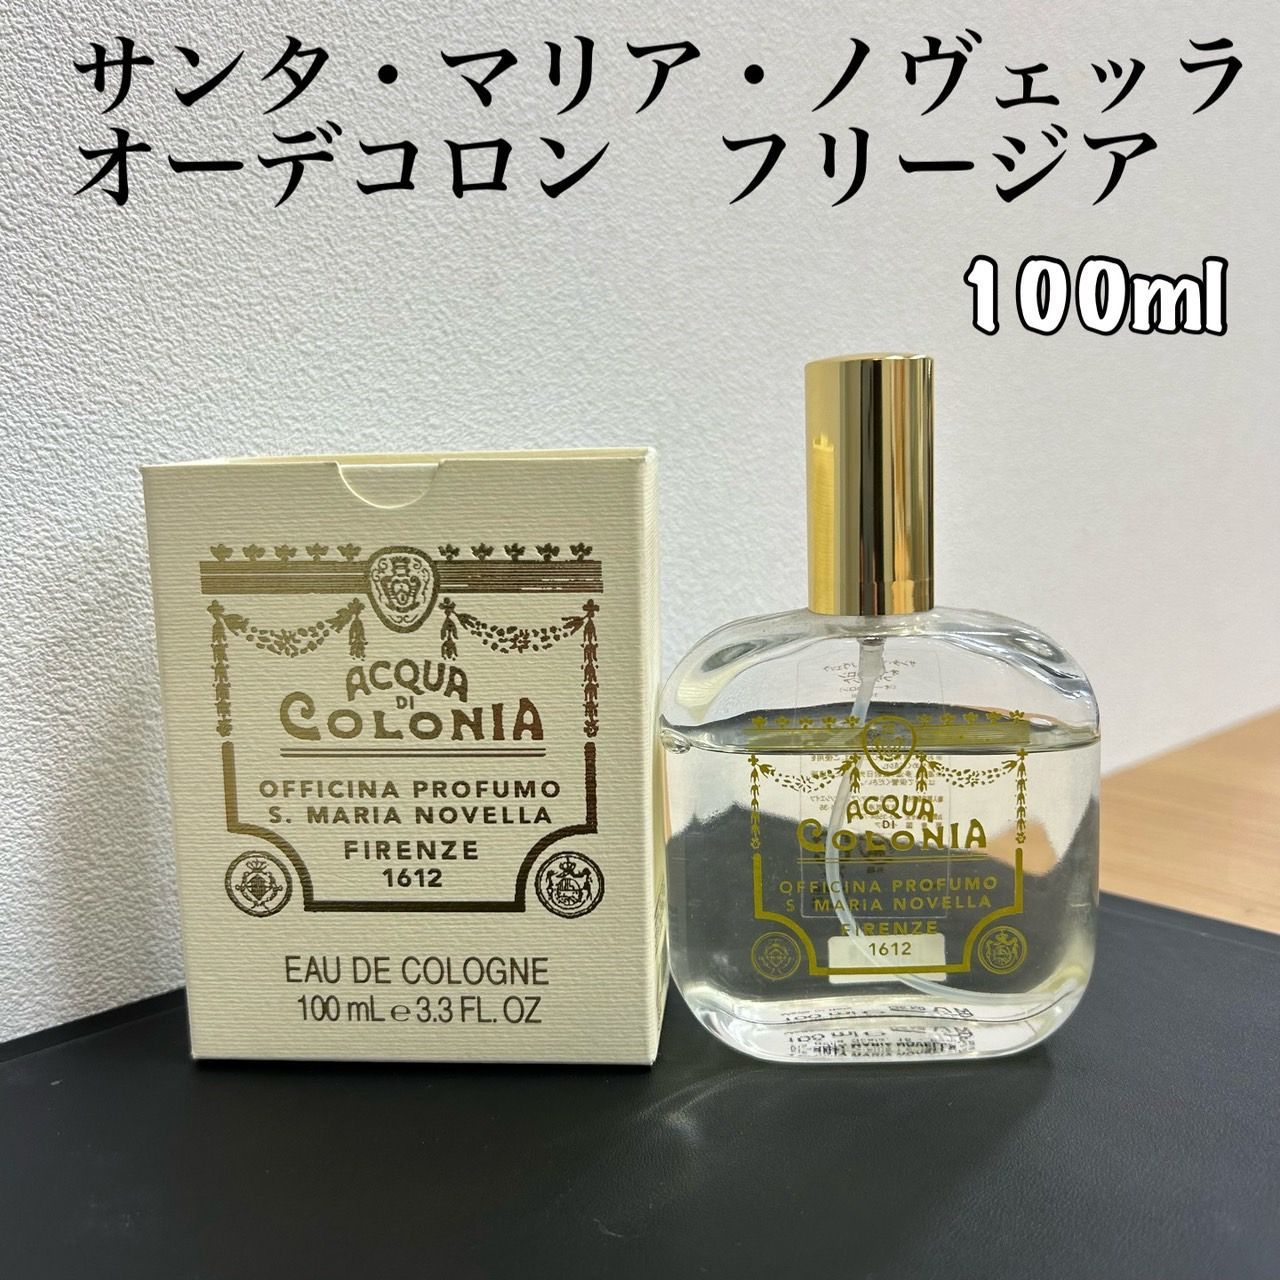 サンタ・マリア・ノヴェッラ
オーデコロン　フリージア
100ml
ACQUA
DI
COLONIA
OFFICINA PROFUMO
S. MARIA NOVELLA
FIRENZE
1612
EAU DE COLOGNE
100 mL e 3.3 FL. OZ
ACQUA
DI
COLONIA
OFFICINA PROFUMO
S. MARIA NOVELLA
FIRENZE
1612